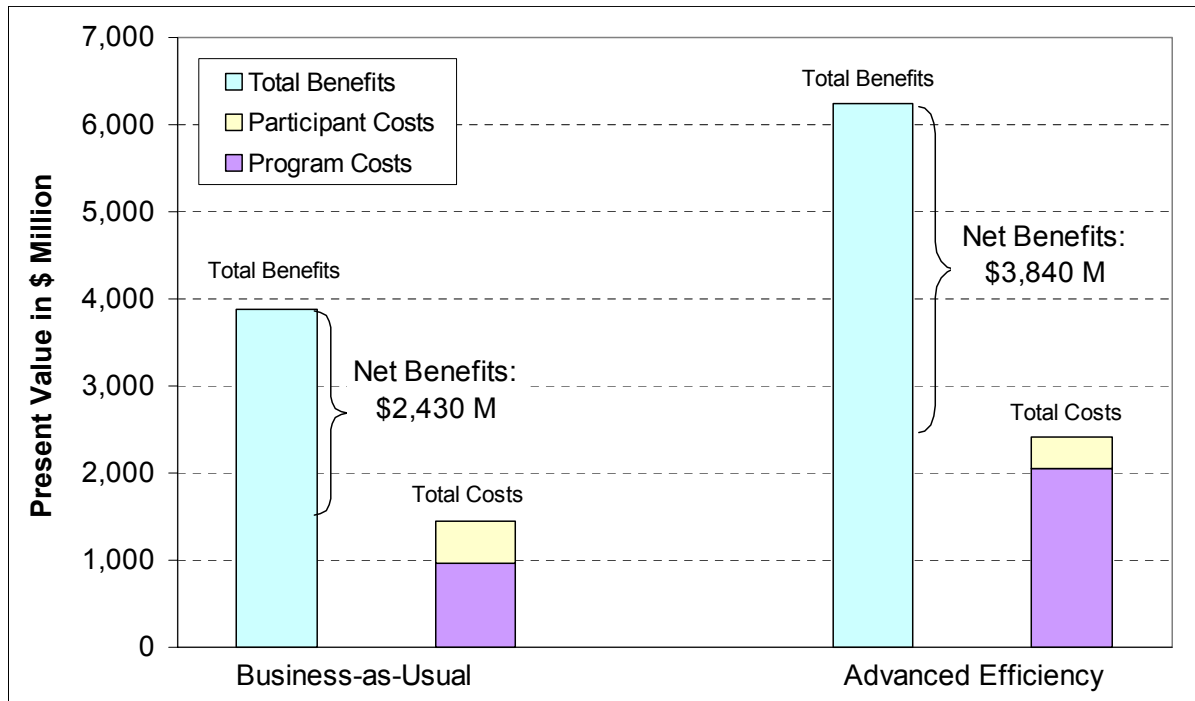 Present Value in $ Million
7,000
6,000
5,000
4,000
3,000
2,000
1,000
0
Total Benefits
Participant Costs
Program Costs
Total Benefits
Net Benefits:
$2,430 M
Total Costs
Total Benefits
Net Benefits:
$3,840 M
Total Costs
Business-as-Usual
Advanced Efficiency